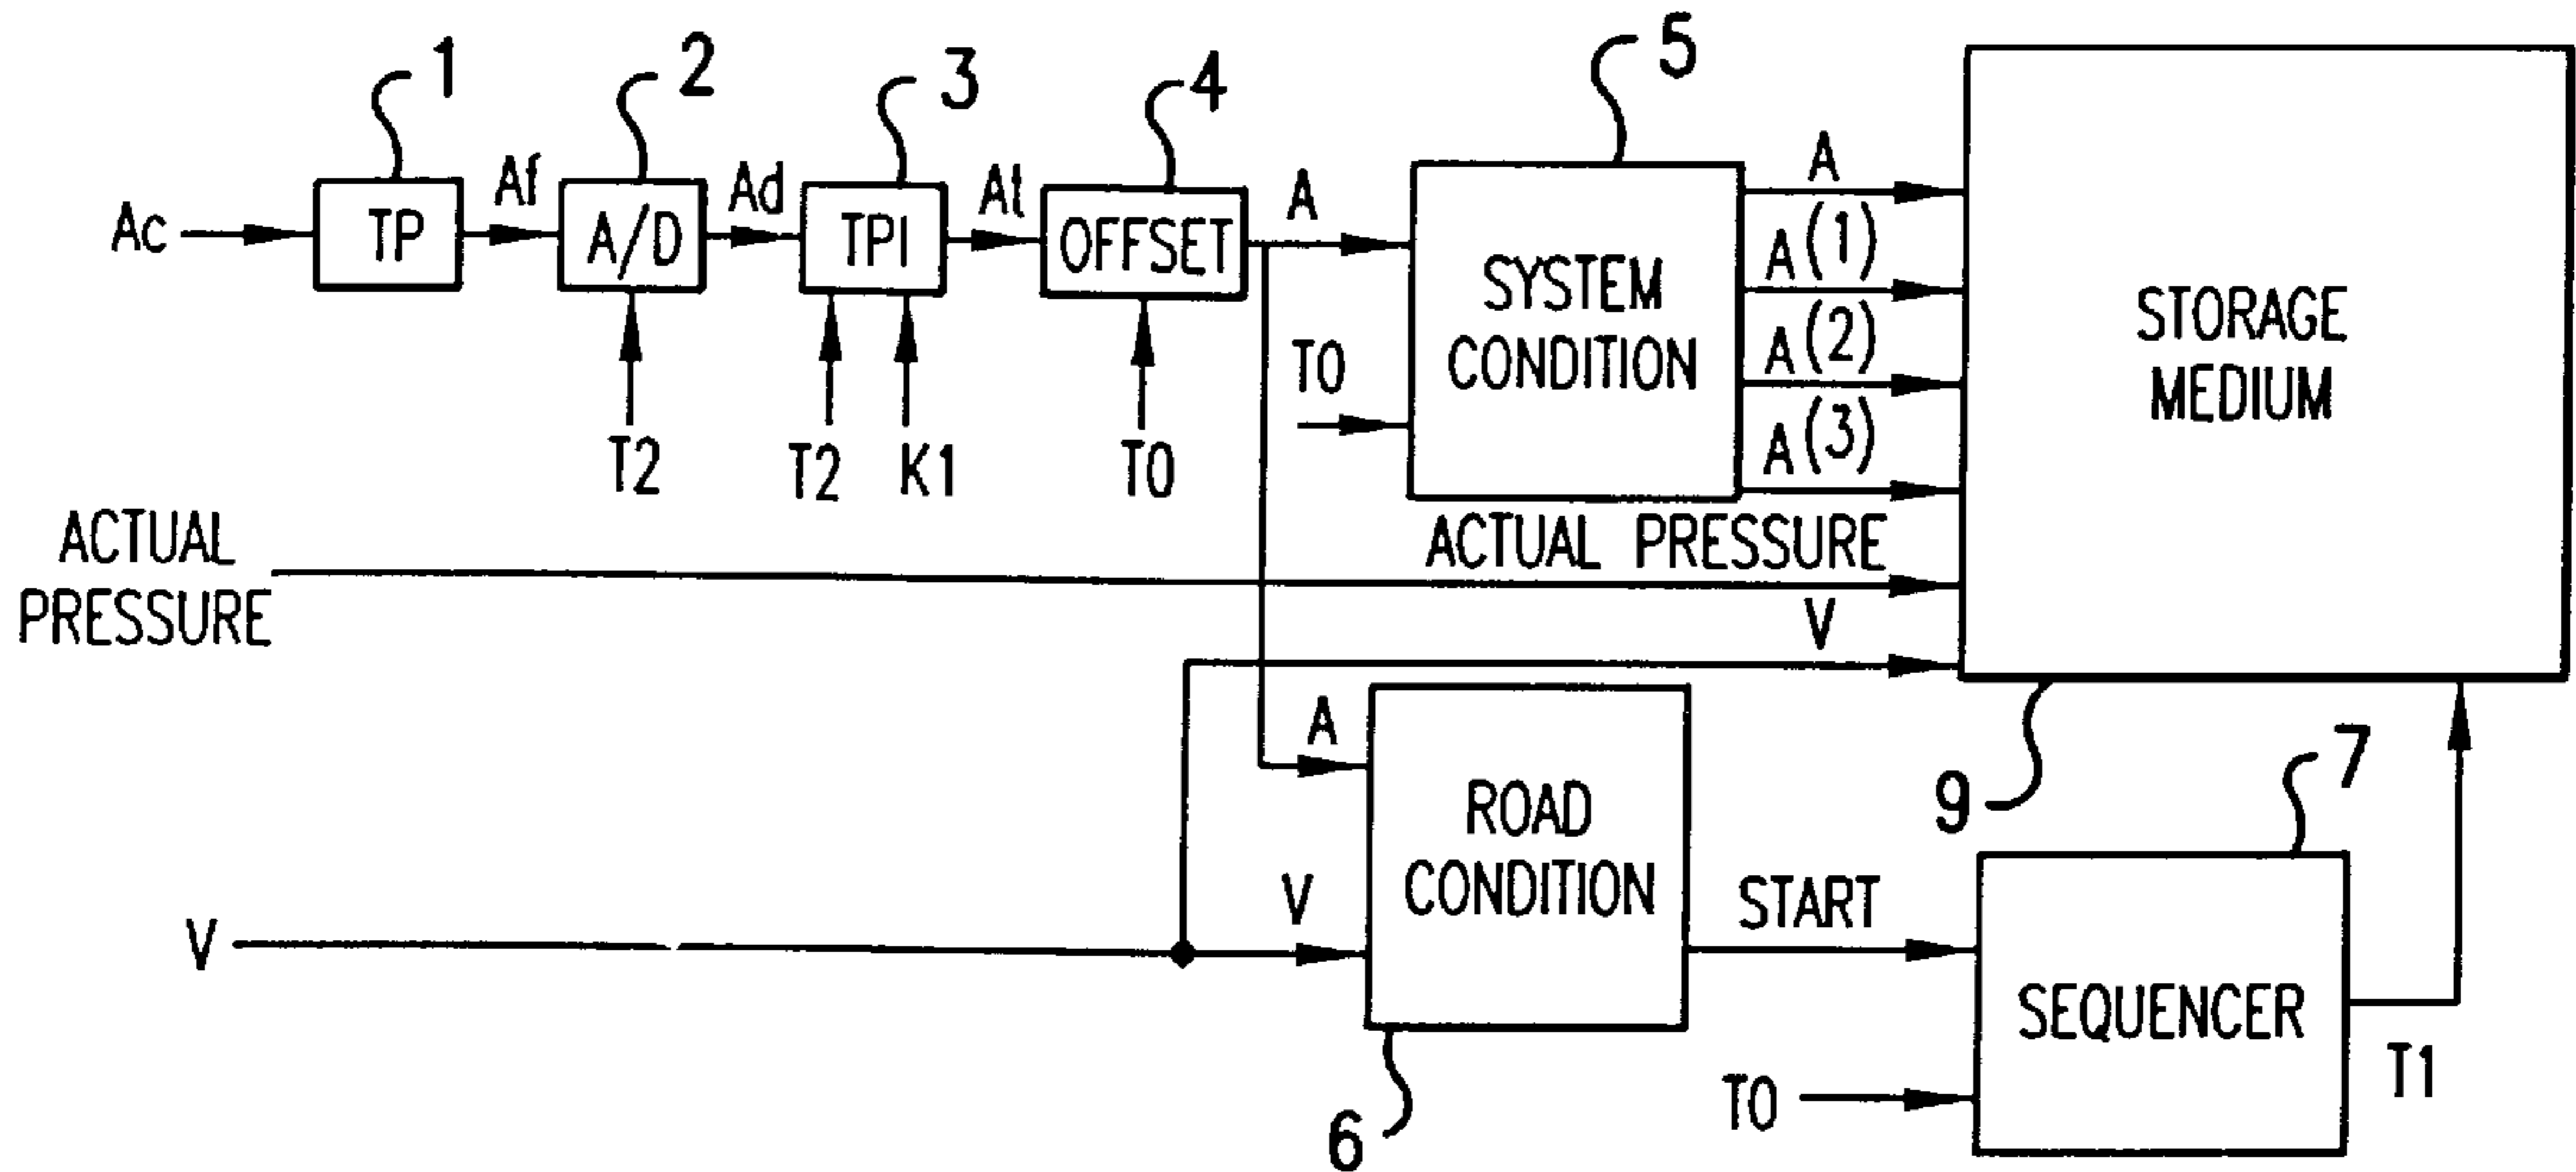 1
2
3
4
5
Ac
TP
Af
A/D
Ad
TP1
At
OFFSET
A
SYSTEM
CONDITION
A
A(1)
A(2)
A(3)
STORAGE
MEDIUM
T2
T2
K1
T0
T0
ACTUAL
PRESSURE
ACTUAL PRESSURE
V
A
ROAD
CONDITION
V
V
START
9
7
SEQUENCER
T0
T1
6